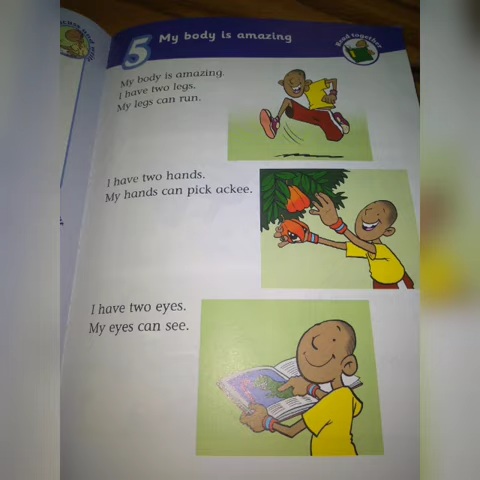 5 My body is amazing
Read together
My body is amazing.
I have two legs.
My legs can run.
I have two hands.
My hands can pick ackee.
I have two eyes.
My eyes can see.